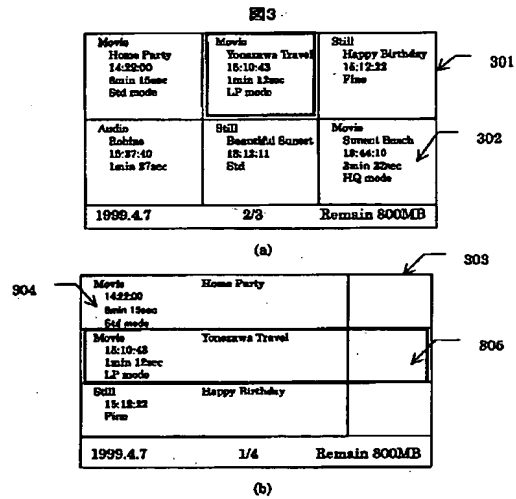 図3
Movie
Home Party
14:22:00
8min 15sec
Std mode
Movie
Yonezawa Travel
15:10:43
1min 12sec
LP mode
Still
Happy Birthday
15:12:22
Fine
301
Audio
Robins
15:37:40
1min 27sec
Still
Beautiful Sunset
18:12:11
Std
Movie
Sunset Beach
18:44:10
2min 22sec
HQ mode
302
1999.4.7 2/3 Remain 800MB
(a)
303
304
Movie Home Party
14:22:00
8min 15sec
Std mode
Movie Yonezawa Travel
15:10:43
1min 12sec
LP mode
305
Still Happy Birthday
15:12:22
Fine
1999.4.7 1/4 Remain 800MB
(b)